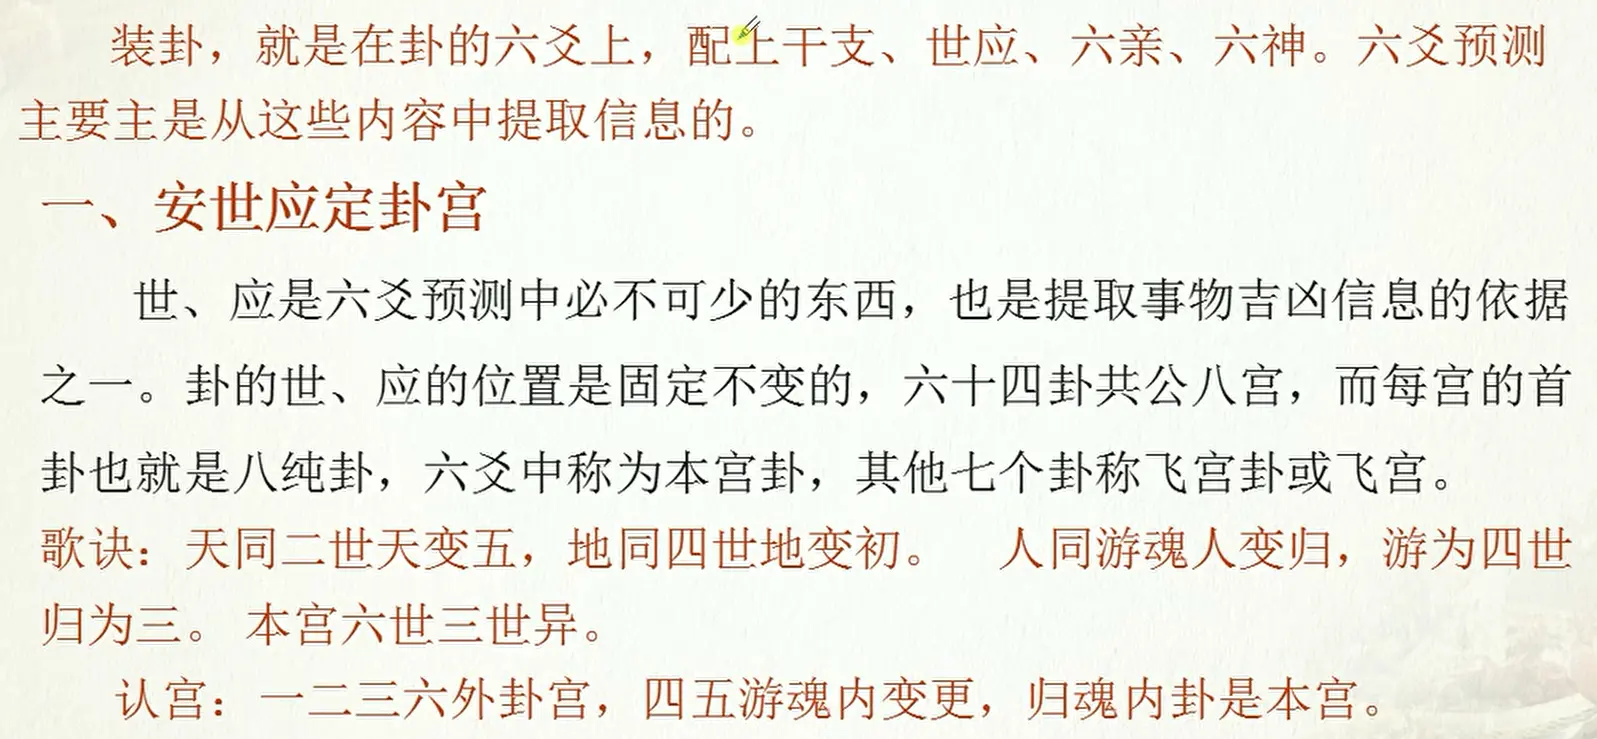 装卦，就是在卦的六爻上，配上干支、世应、六亲、六神。六爻预测
主要主是从这些内容中提取信息的。
一、安世应定卦宫
世、应是六爻预测中必不可少的东西，也是提取事物吉凶信息的依据
之一。卦的世、应的位置是固定不变的，六十四卦共公八宫，而每宫的首
卦也就是八纯卦，六爻中称为本宫卦，其他七个卦称飞宫卦或飞宫。
歌诀：天同二世天变五，地同四世地变初。 人同游魂人变归，游为四世
归为三。 本宫六世三世异。
认宫：一二三六外卦宫，四五游魂内变更，归魂内卦是本宫。